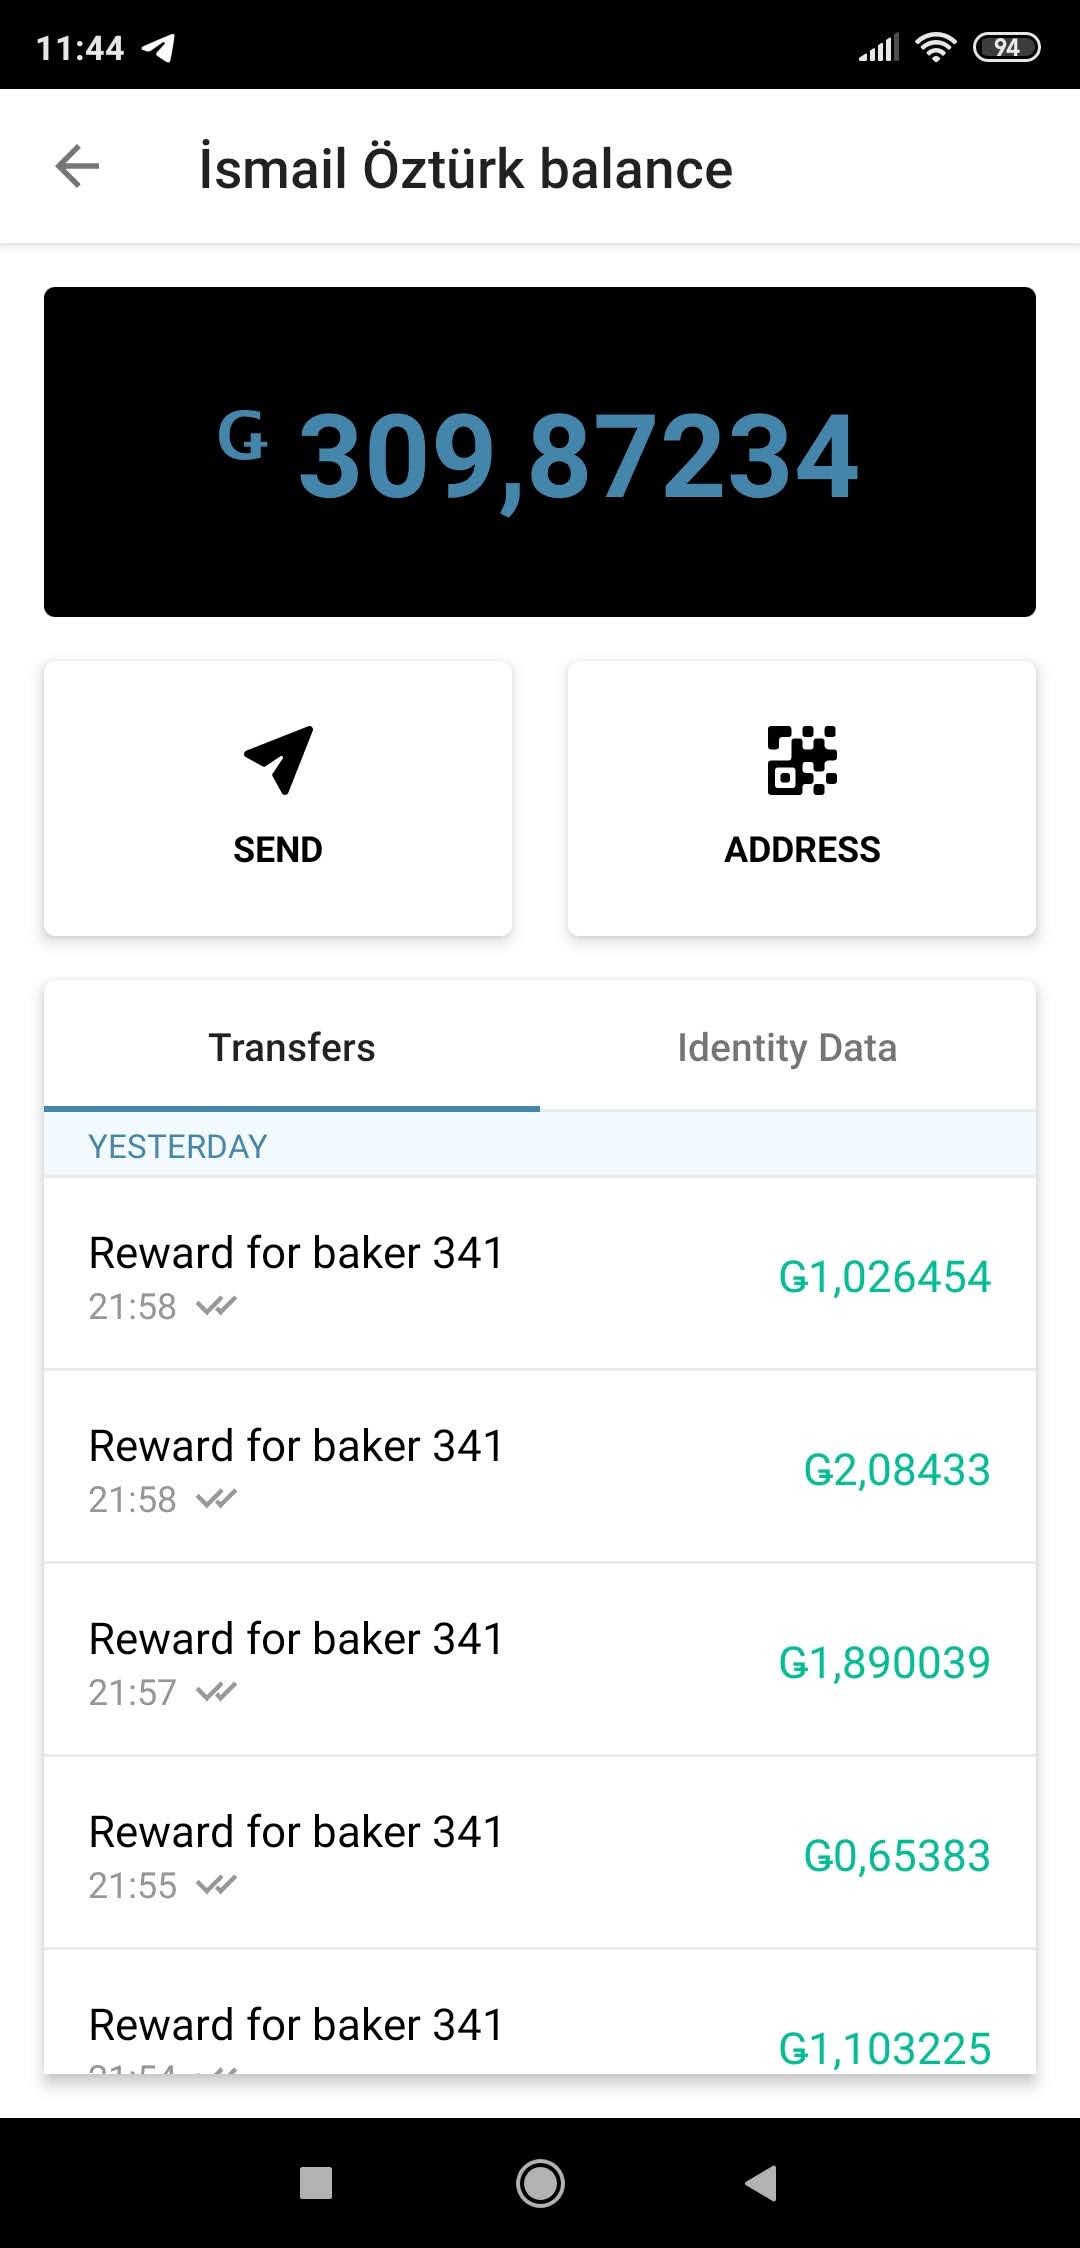 11:44
94
İsmail Öztürk balance
Ǥ 309,87234
SEND
ADDRESS
Transfers
Identity Data
YESTERDAY
Reward for baker 341
Ǥ1,026454
21:58
Reward for baker 341
Ǥ2,08433
21:58
Reward for baker 341
Ǥ1,890039
21:57
Reward for baker 341
Ǥ0,65383
21:55
Reward for baker 341
Ǥ1,103225